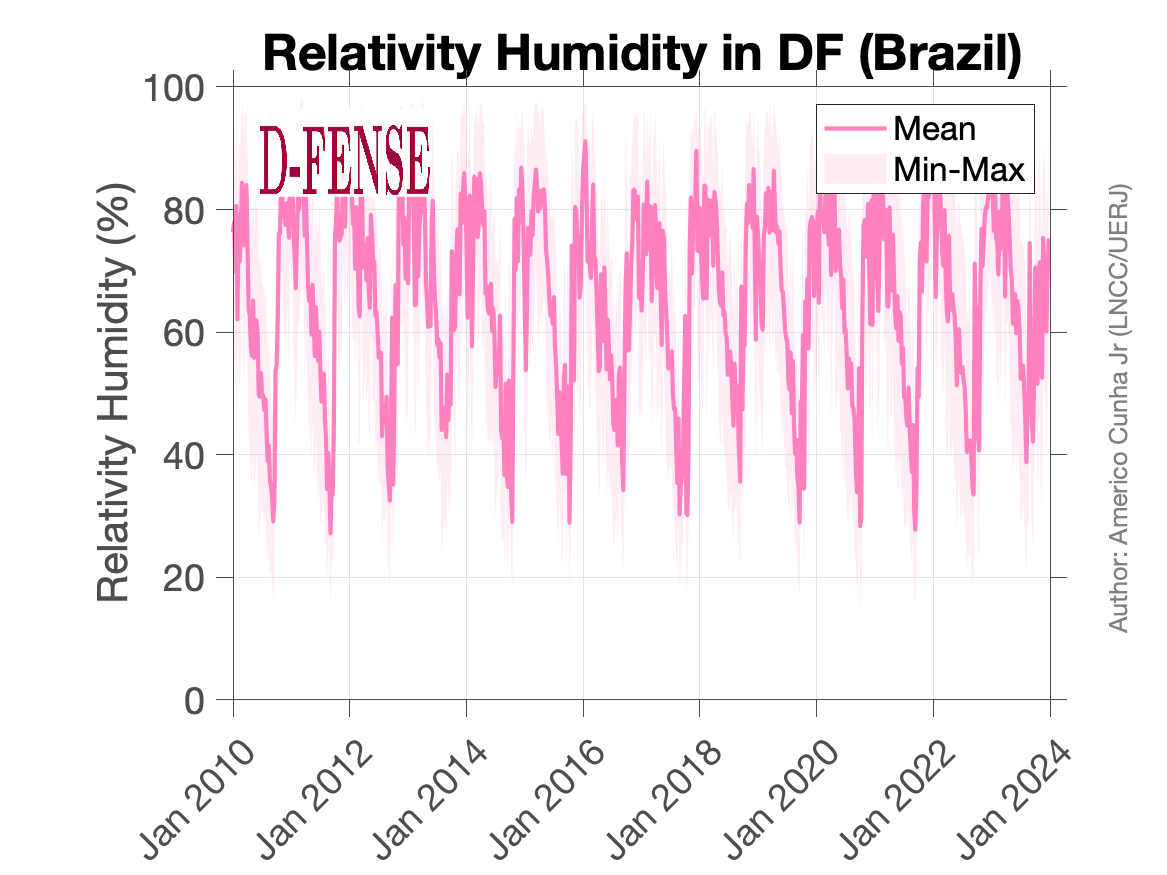 Relativity Humidity in DF (Brazil)
D-FENSE
Mean
Min-Max
Relativity Humidity (%)
100
80
60
40
20
0
Jan 2010
Jan 2012
Jan 2014
Jan 2016
Jan 2018
Jan 2020
Jan 2022
Jan 2024
Author: Americo Cunha Jr (LNCC/UERJ)